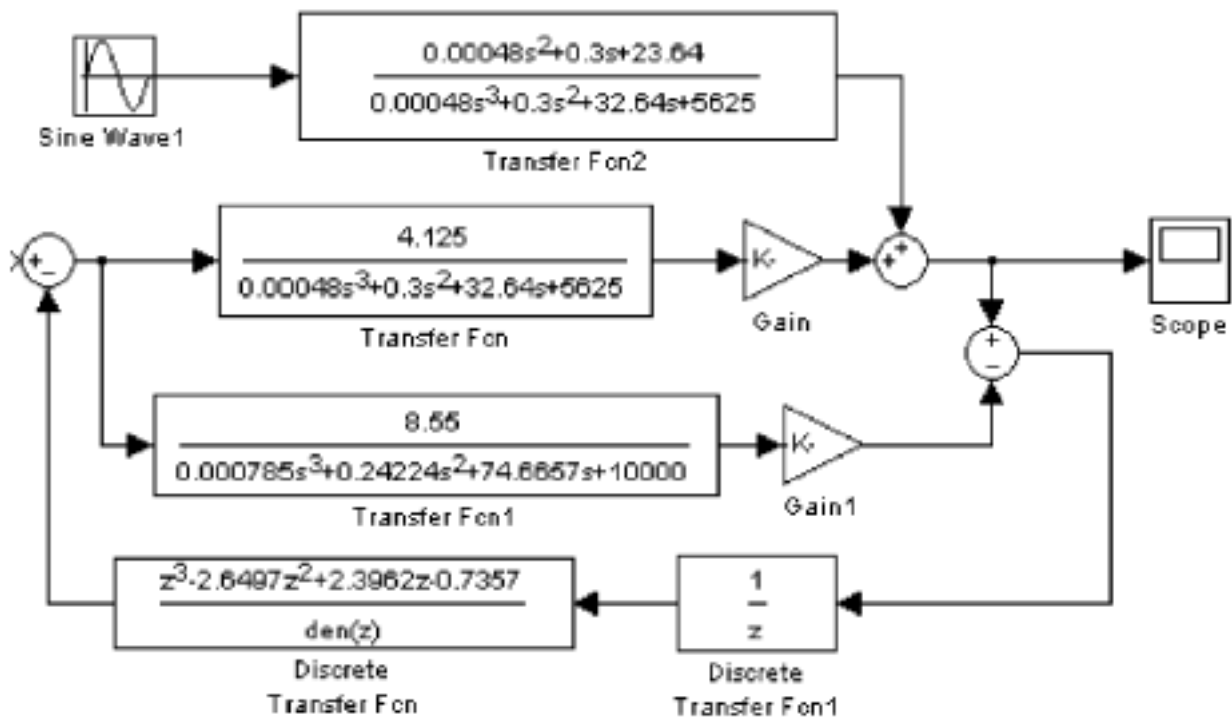 0.00048s³+0.3s²+23.64
0.00048s³+0.3s²+32.64s+5625
Sine Wave1
Transfer Fcn2
4.125
0.00048s³+0.3s²+32.64s+5625
Transfer Fcn
K-
Gain
Scope
8.55
0.000785s³+0.24224s²+74.6657s+10000
Transfer Fcn1
K-
Gain1
z³-2.6497z²+2.3962z-0.7357
den(z)
Discrete
Transfer Fcn
1
z
Discrete
Transfer Fcn1